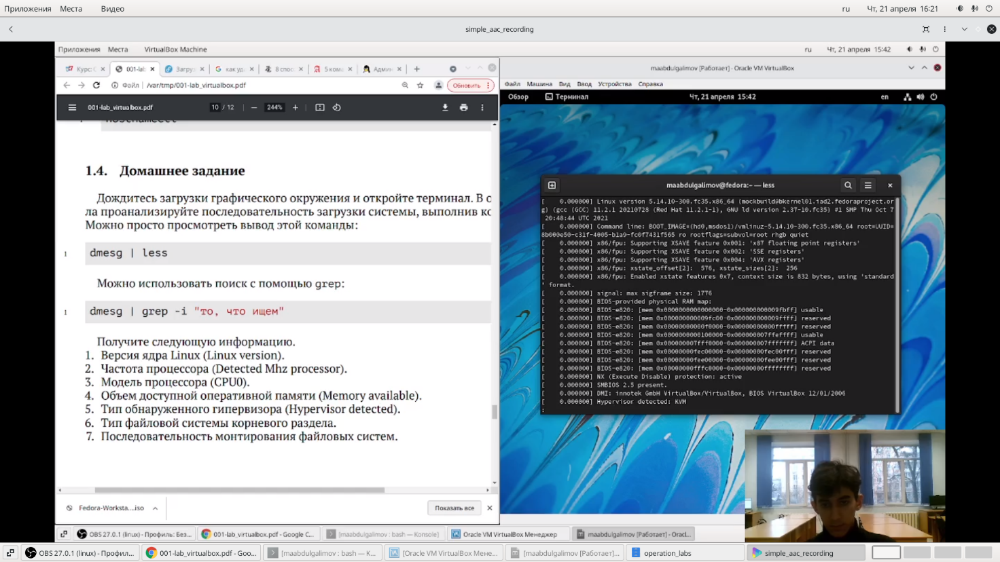 Приложения Места Видео ru Чт, 21 апреля 16:21
simple_aac_recording
Приложения Места VirtualBox Machine ru Чт, 21 апреля 15:42
Курс: С 001-lab Загруз как уд 8 спос 5 кома Админ
Файл /var/tmp/001-lab_virtualbox.pdf Обновить
001-lab_virtualbox.pdf 10 / 12 244%
hostnamectl
1.4. Домашнее задание
Дождитесь загрузки графического окружения и откройте терминал. В о
ла проанализируйте последовательность загрузки системы, выполнив ко
Можно просто просмотреть вывод этой команды:
1 dmesg | less
Можно использовать поиск с помощью grep:
1 dmesg | grep -i "то, что ищем"
Получите следующую информацию.
1. Версия ядра Linux (Linux version).
2. Частота процессора (Detected Mhz processor).
3. Модель процессора (CPU0).
4. Объем доступной оперативной памяти (Memory available).
5. Тип обнаруженного гипервизора (Hypervisor detected).
6. Тип файловой системы корневого раздела.
7. Последовательность монтирования файловых систем.
Fedora-Worksta....iso Показать все
maabdulgalimov [Работает] - Oracle VM VirtualBox
Файл Машина Вид Ввод Устройства Справка
Обзор Терминал Чт, 21 апреля 15:42 en
maabdulgalimov@fedora:~ — less
[    0.000000] Linux version 5.14.10-300.fc35.x86_64 (mockbuild@bkernel01.iad2.fedoraproject.or
g) (gcc (GCC) 11.2.1 20210728 (Red Hat 11.2.1-1), GNU ld version 2.37-10.fc35) #1 SMP Thu Oct 7
20:48:44 UTC 2021
[    0.000000] Command line: BOOT_IMAGE=(hd0,msdos1)/vmlinuz-5.14.10-300.fc35.x86_64 root=UUID=
8b000e50-c31f-4005-b1a9-fc0f7431f565 ro rootflags=subvol=root rhgb quiet
[    0.000000] x86/fpu: Supporting XSAVE feature 0x001: 'x87 floating point registers'
[    0.000000] x86/fpu: Supporting XSAVE feature 0x002: 'SSE registers'
[    0.000000] x86/fpu: Supporting XSAVE feature 0x004: 'AVX registers'
[    0.000000] x86/fpu: xstate_offset[2]:  576, xstate_sizes[2]:  256
[    0.000000] x86/fpu: Enabled xstate features 0x7, context size is 832 bytes, using 'standard
' format.
[    0.000000] signal: max sigframe size: 1776
[    0.000000] BIOS-provided physical RAM map:
[    0.000000] BIOS-e820: [mem 0x0000000000000000-0x000000000009fbff] usable
[    0.000000] BIOS-e820: [mem 0x000000000009fc00-0x000000000009ffff] reserved
[    0.000000] BIOS-e820: [mem 0x00000000000f0000-0x00000000000fffff] reserved
[    0.000000] BIOS-e820: [mem 0x0000000000100000-0x000000007ffeffff] usable
[    0.000000] BIOS-e820: [mem 0x000000007fff0000-0x000000007fffffff] ACPI data
[    0.000000] BIOS-e820: [mem 0x00000000fec00000-0x00000000fec00fff] reserved
[    0.000000] BIOS-e820: [mem 0x00000000fee00000-0x00000000fee00fff] reserved
[    0.000000] BIOS-e820: [mem 0x00000000fffc0000-0x00000000ffffffff] reserved
[    0.000000] NX (Execute Disable) protection: active
[    0.000000] SMBIOS 2.5 present.
[    0.000000] DMI: innotek GmbH VirtualBox/VirtualBox, BIOS VirtualBox 12/01/2006
[    0.000000] Hypervisor detected: KVM
:
OBS 27.0.1 (linux) - Профиль: Без... 001-lab_virtualbox.pdf - Google C... [maabdulgalimov : bash — Konsole] Oracle VM VirtualBox Менеджер maabdulgalimov [Работает] - Oracl...
OBS 27.0.1 (linux) - Профил... 001-lab_virtualbox.pdf - Goo... [maabdulgalimov : bash — K... [Oracle VM VirtualBox Мене... [maabdulgalimov [Работает]... operation_labs simple_aac_recording